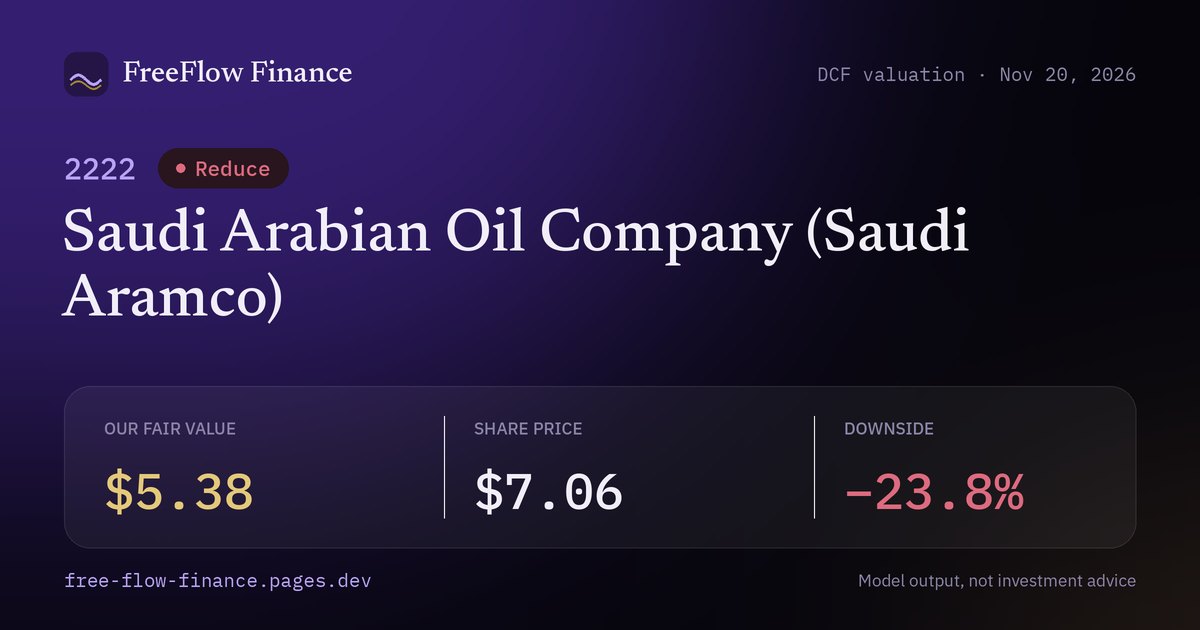 FreeFlow Finance
DCF valuation · Nov 20, 2026
2222
Reduce
Saudi Arabian Oil Company (Saudi
Aramco)
OUR FAIR VALUE
$5.38
SHARE PRICE
$7.06
DOWNSIDE
−23.8%
free-flow-finance.pages.dev
Model output, not investment advice